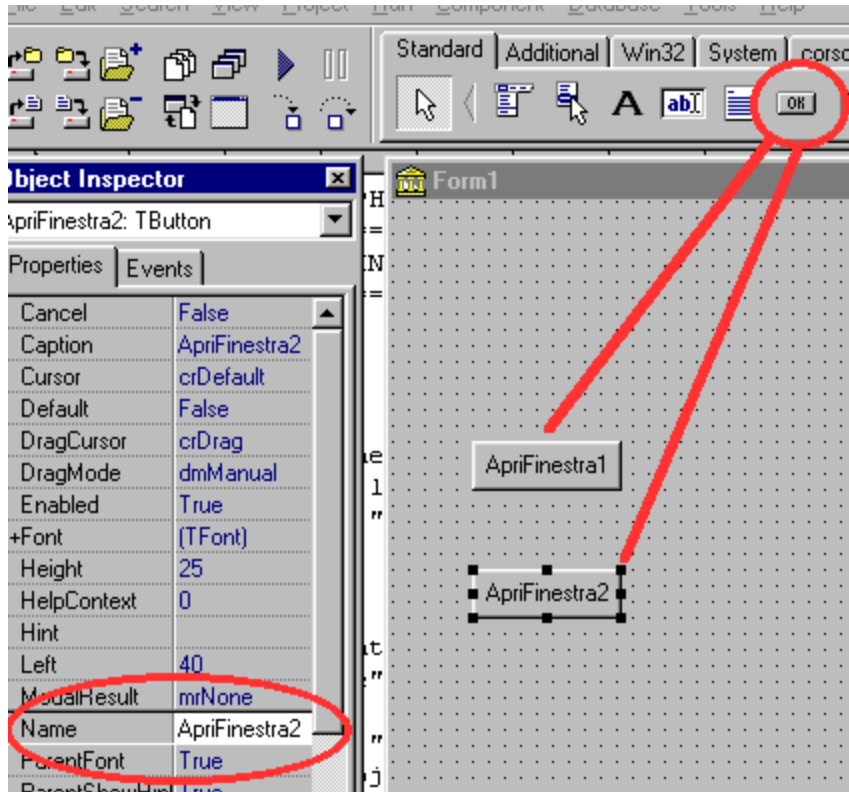 Standard Additional Win32 System
A abI OK
Object Inspector
ApriFinestra2: TButton
Properties Events
Cancel False
Caption ApriFinestra2
Cursor crDefault
Default False
DragCursor crDrag
DragMode dmManual
Enabled True
+Font (TFont)
Height 25
HelpContext 0
Hint
Left 40
ModalResult mrNone
Name ApriFinestra2
ParentFont True
Form1
ApriFinestra1
ApriFinestra2